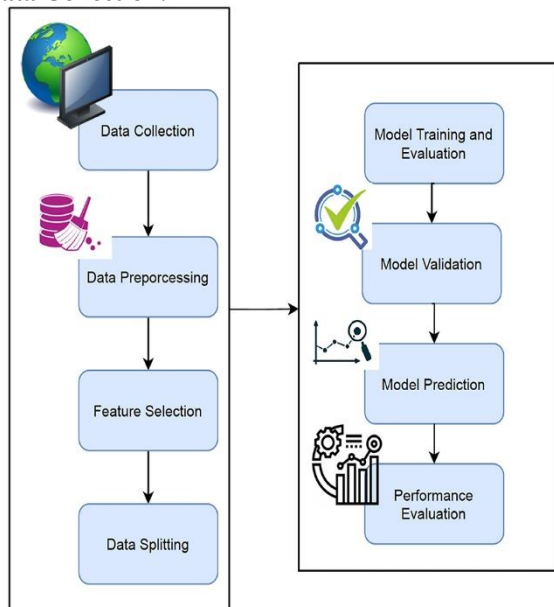 Data Collection
Data Preporcessing
Feature Selection
Data Splitting
Model Training and
Evaluation
Model Validation
Model Prediction
Performance
Evaluation